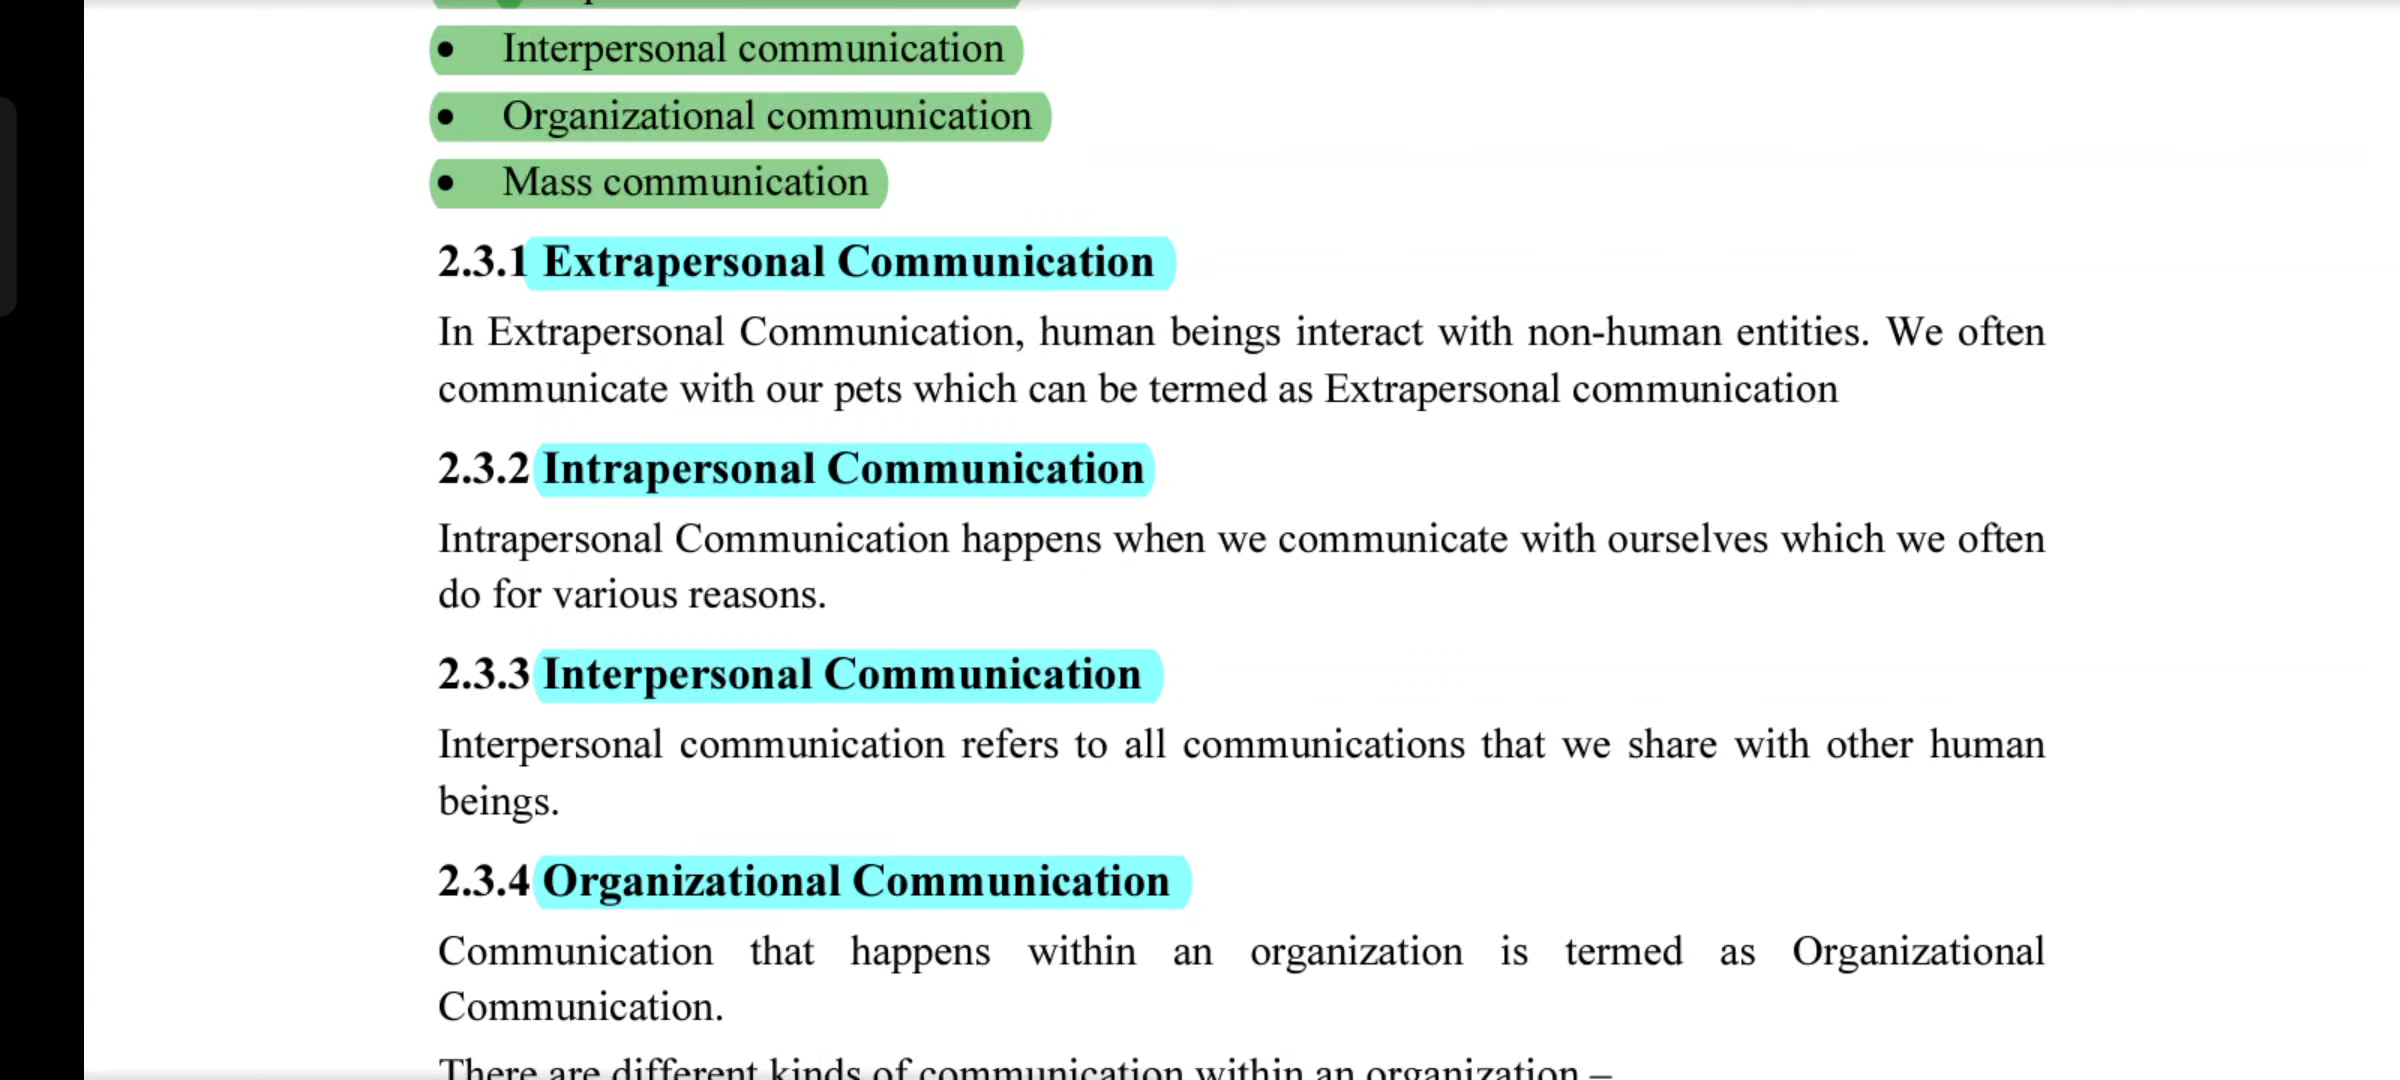 • Interpersonal communication
• Organizational communication
• Mass communication
2.3.1 Extrapersonal Communication
In Extrapersonal Communication, human beings interact with non-human entities. We often
communicate with our pets which can be termed as Extrapersonal communication
2.3.2 Intrapersonal Communication
Intrapersonal Communication happens when we communicate with ourselves which we often
do for various reasons.
2.3.3 Interpersonal Communication
Interpersonal communication refers to all communications that we share with other human
beings.
2.3.4 Organizational Communication
Communication that happens within an organization is termed as Organizational
Communication.
There are different kinds of communication within an organization –